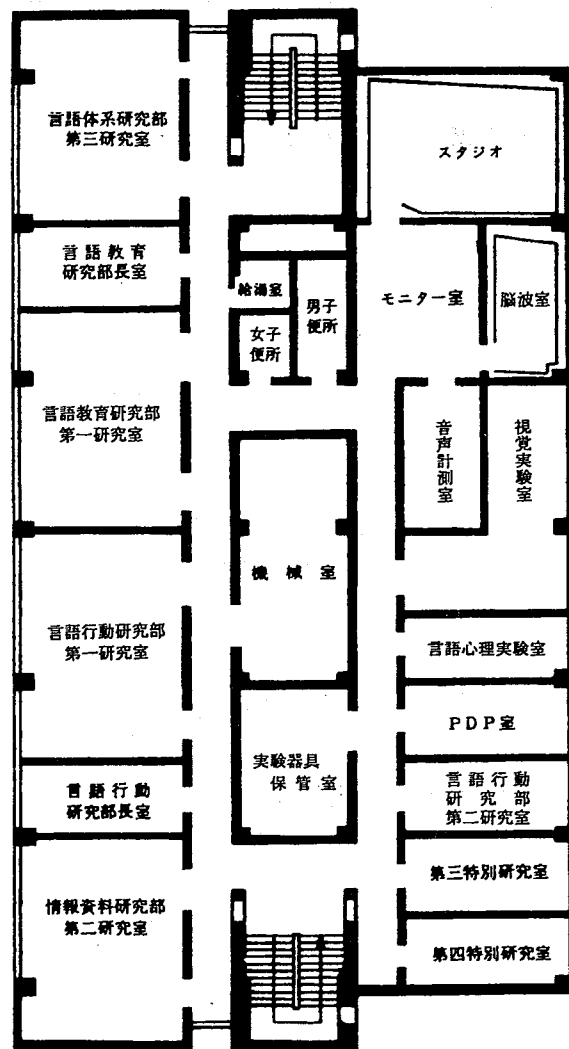 言語体系研究部
第三研究室
スタジオ
言語教育
研究部長室
給湯室
男子
便所
女子
便所
モニター室
脳波室
言語教育研究部
第一研究室
音声計測室
視覚実験室
機械室
言語行動研究部
第一研究室
言語心理実験室
PDP室
実験器具
保管室
言語行動
研究部長室
言語行動
研究部
第二研究室
第三特別研究室
情報資料研究部
第二研究室
第四特別研究室